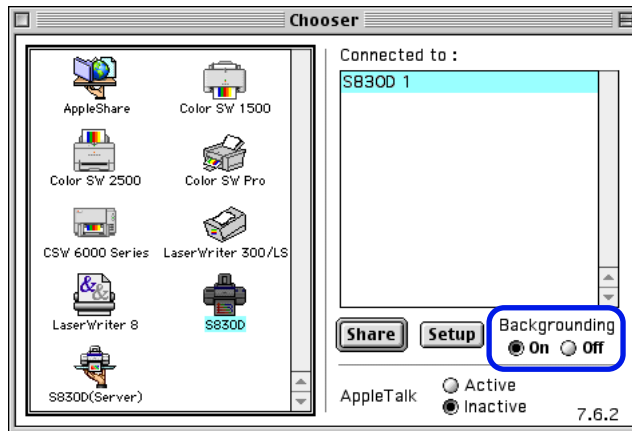 Chooser
AppleShare
Color SW 1500
Color SW 2500
Color SW Pro
CSW 6000 Series
LaserWriter 300/LS
LaserWriter 8
S830D
S830D(Server)
Connected to :
S830D 1
Share
Setup
Backgrounding
On
Off
AppleTalk
Active
Inactive
7.6.2